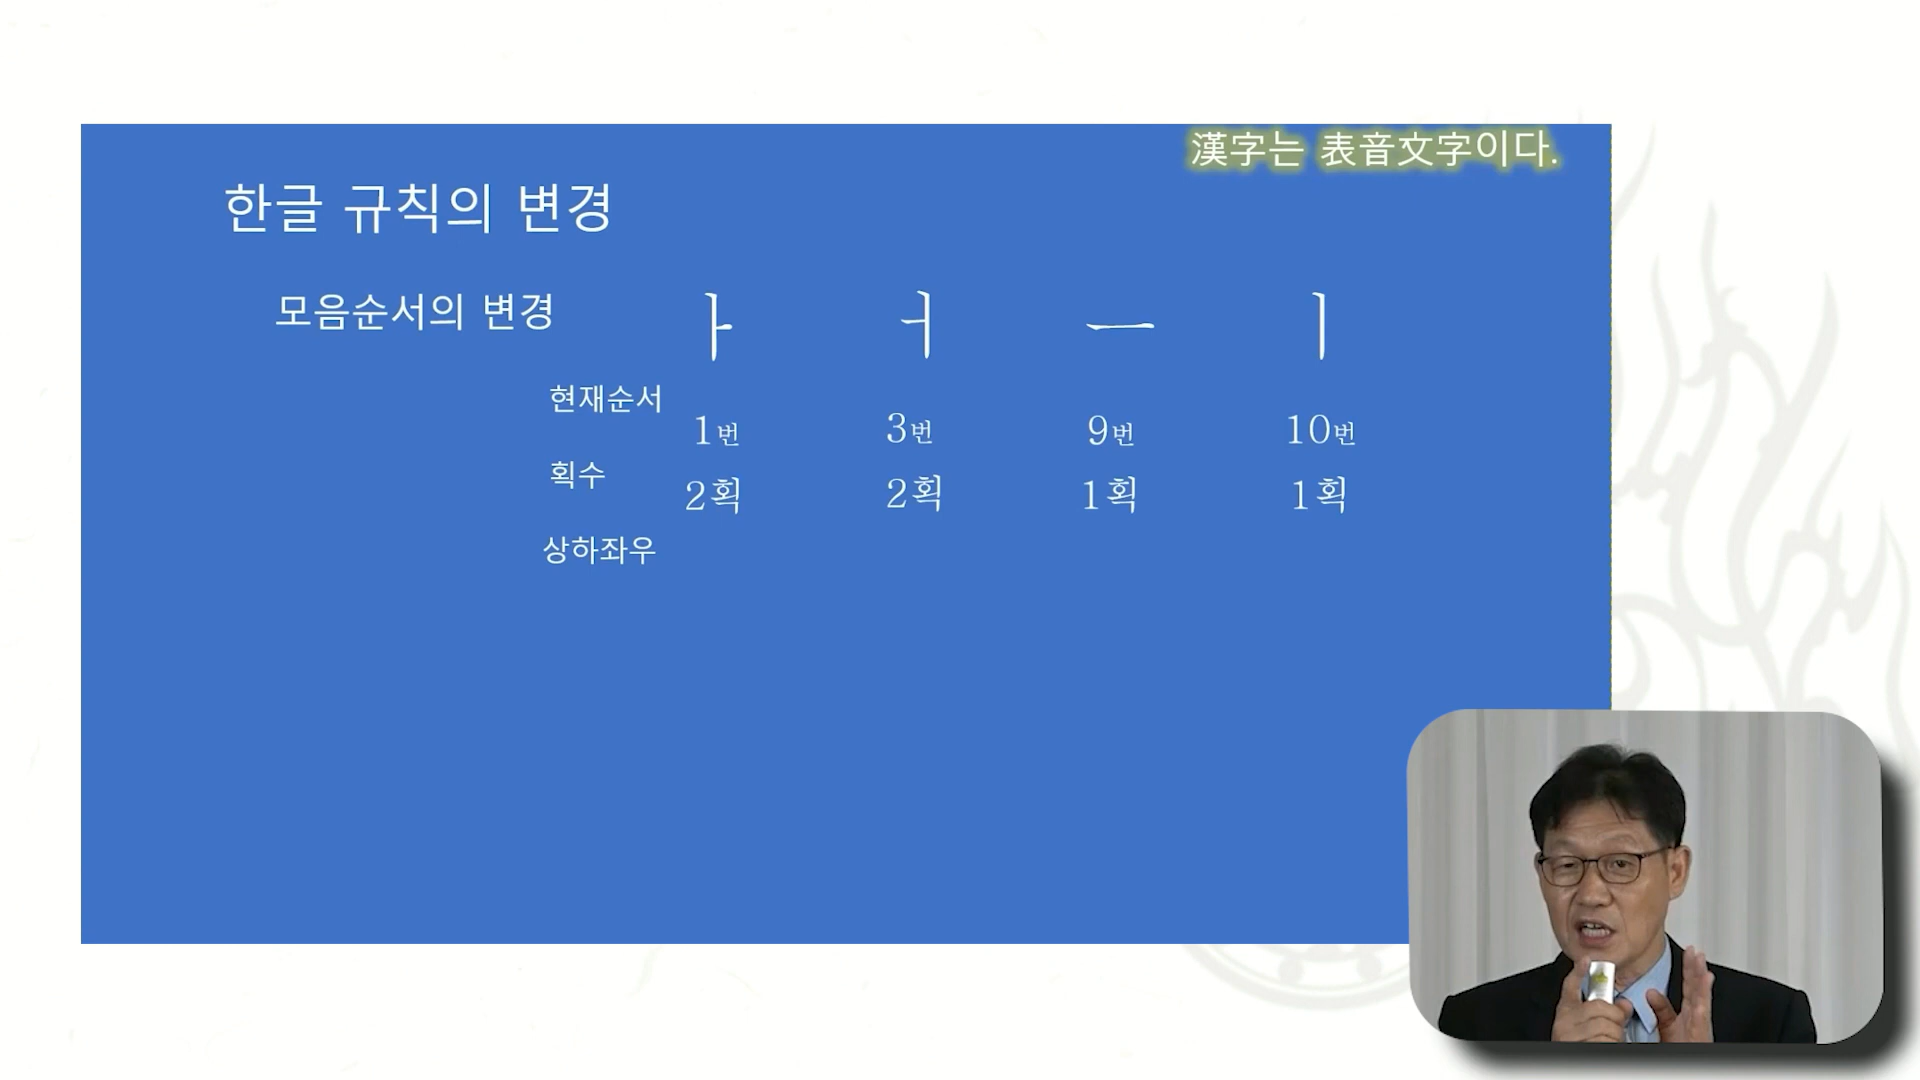 漢字는 表音文字이다.
한글 규칙의 변경
모음순서의 변경 ㅏ ㅓ ㅡ ㅣ
현재순서 1번 3번 9번 10번
획수 2획 2획 1획 1획
상하좌우